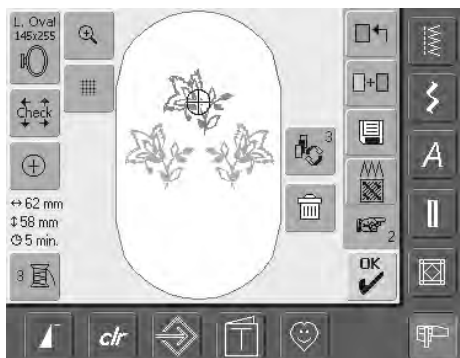 L. Oval
145x255
Check
↔ 62 mm
↕ 58 mm
5 min.
3
3
2
OK
A
clr
T